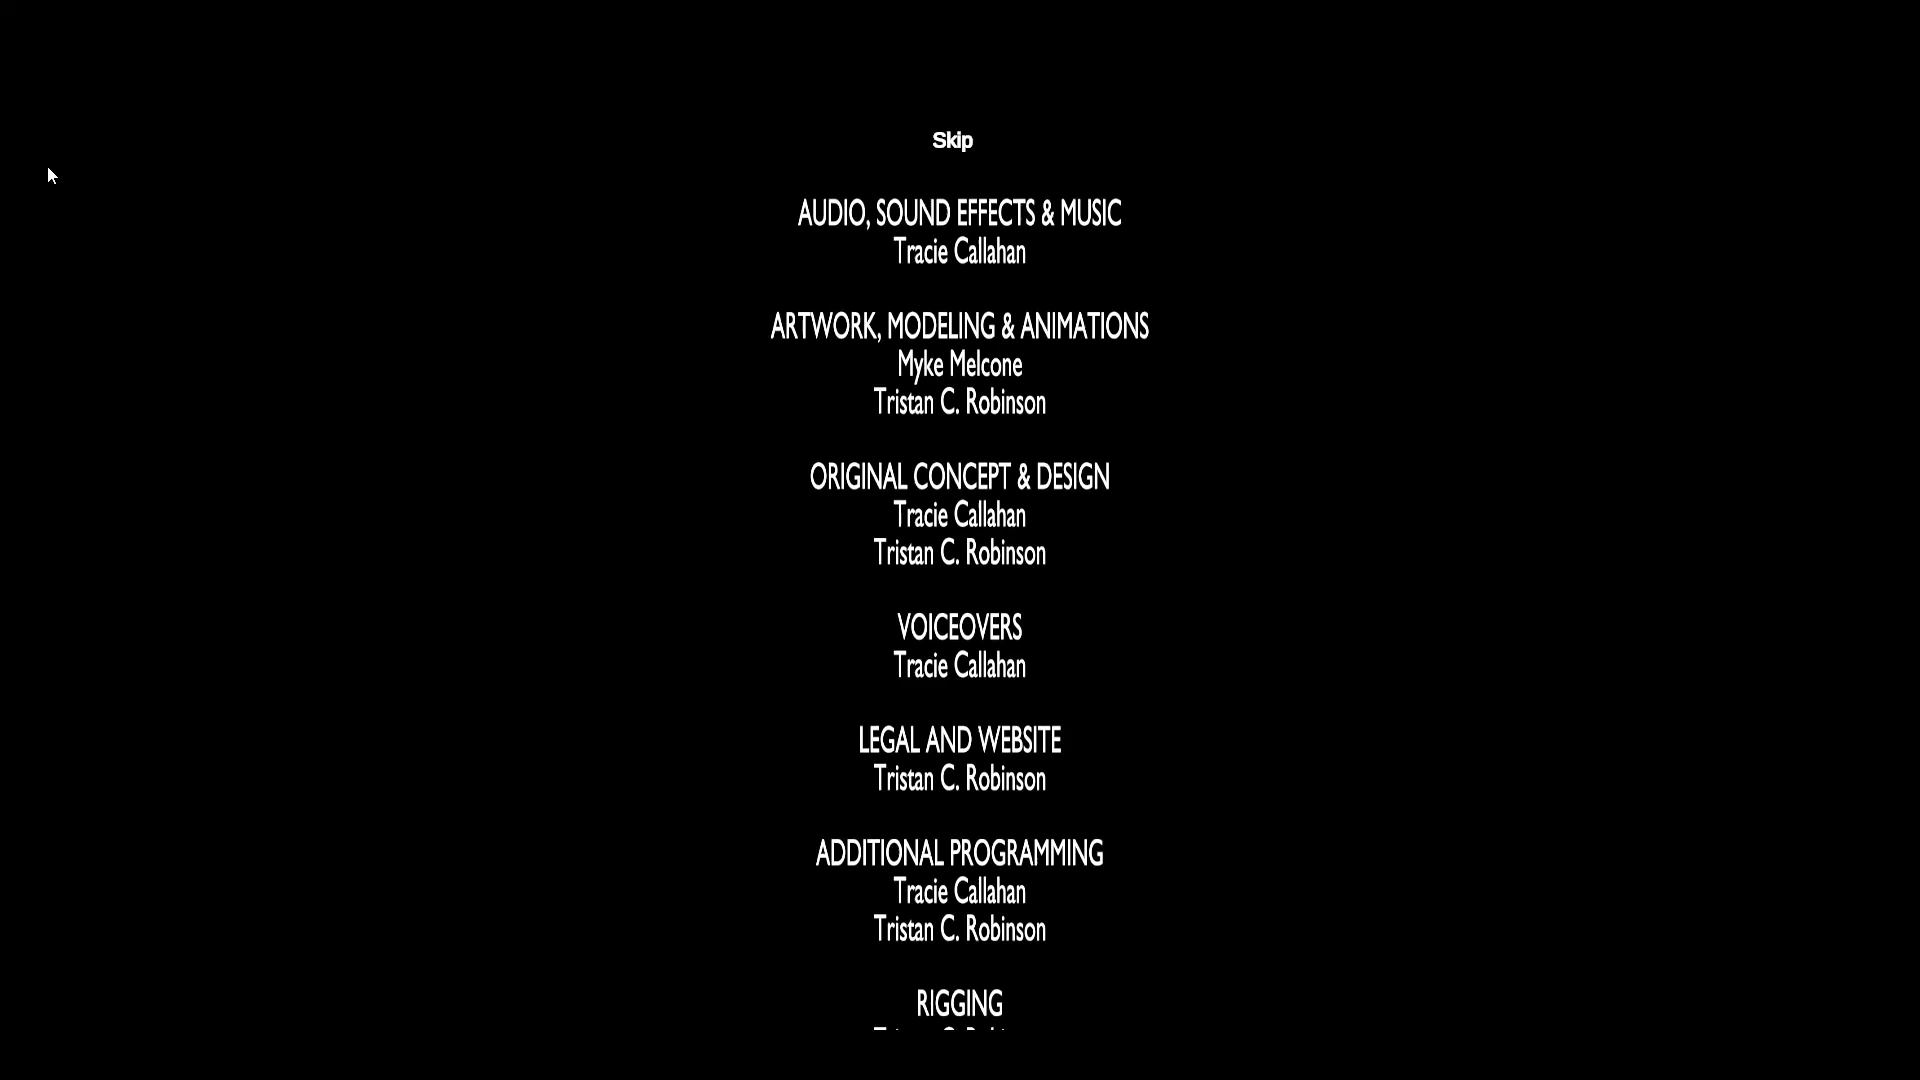 Skip
AUDIO, SOUND EFFECTS & MUSIC
Tracie Callahan
ARTWORK, MODELING & ANIMATIONS
Myke Melcone
Tristan C. Robinson
ORIGINAL CONCEPT & DESIGN
Tracie Callahan
Tristan C. Robinson
VOICEOVERS
Tracie Callahan
LEGAL AND WEBSITE
Tristan C. Robinson
ADDITIONAL PROGRAMMING
Tracie Callahan
Tristan C. Robinson
RIGGING